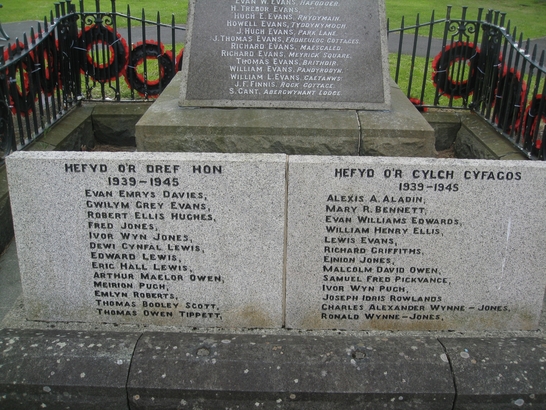 EVAN W. EVANS, HAFODDER.
H. TREBOR EVANS.
HUGH E. EVANS, RHYDYMAIN.
HOWELL EVANS, TYDDYNYMOCH.
J. HUGH EVANS, PARK LANE.
J. THOMAS EVANS, FRONFULOG COTTAGES.
RICHARD EVANS, MAESCALED.
RICHARD EVANS, MEYRICK SQUARE.
THOMAS EVANS, BRITHOIR.
WILLIAM EVANS, PANDYRODYN.
WILLIAM L. EVANS, CAETANWS
J. F. FINNIS, ROCK COTTAGE.
S. GANT, ABERGWYNANT LODGE
HEFYD O'R DREF HON
1939-1945
EVAN EMRYS DAVIES,
GWILYM GREY EVANS,
ROBERT ELLIS HUGHES,
FRED JONES,
IVOR WYN JONES,
DEWI CYNFAL LEWIS,
EDWARD LEWIS,
ERIC HALL LEWIS,
ARTHUR MAELOR OWEN,
MEIRION PUGH,
EMLYN ROBERTS,
THOMAS BODLEY SCOTT,
THOMAS OWEN TIPPETT,
HEFYD O'R CYLCH CYFAGOS
1939-1945
ALEXIS A. ALADIN,
MARY R. BENNETT,
EVAN WILLIAMS EDWARDS,
WILLIAM HENRY ELLIS,
LEWIS EVANS,
RICHARD GRIFFITHS,
EINION JONES,
MALCOLM DAVID OWEN,
SAMUEL FRED PICKVANCE,
IVOR WYN PUGH,
JOSEPH IDRIS ROWLANDS
CHARLES ALEXANDER WYNNE-JONES,
RONALD WYNNE-JONES,